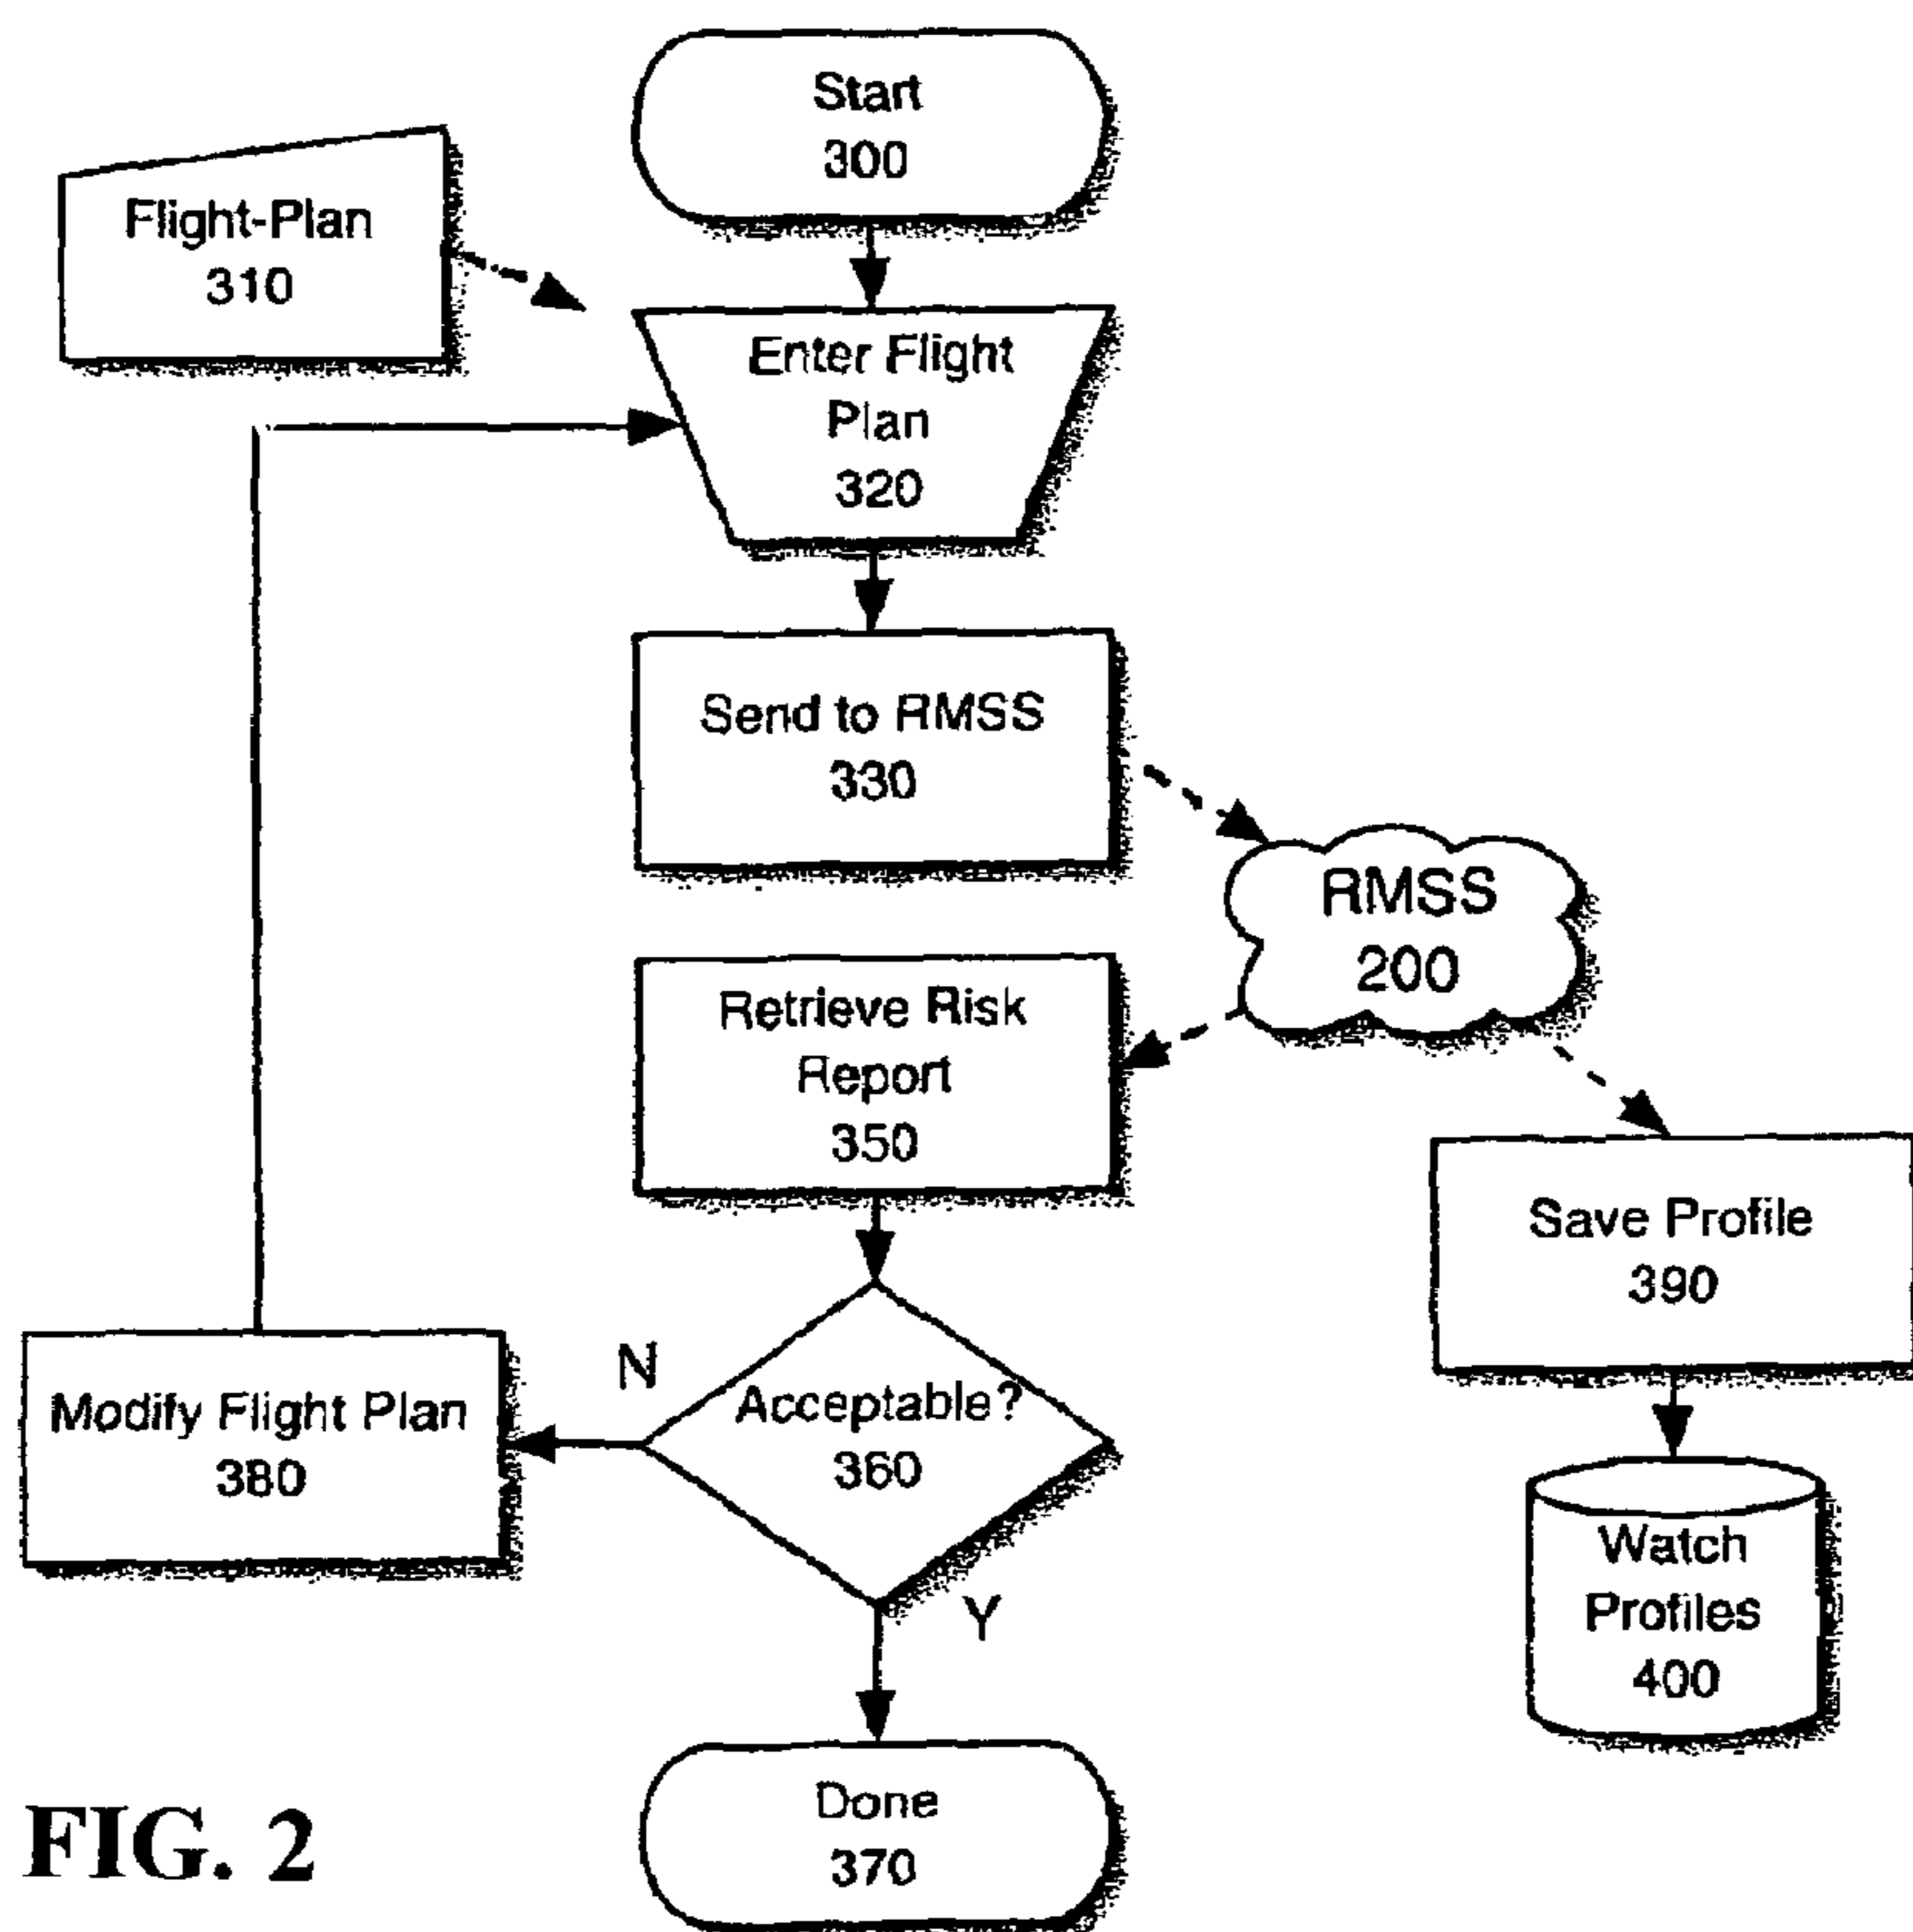 Start
300
Flight-Plan
310
Enter Flight
Plan
320
Send to RMSS
330
RMSS
200
Retrieve Risk
Report
350
Save Profile
390
N
Acceptable?
360
Modify Flight Plan
380
Y
Watch
Profiles
400
Done
370
FIG. 2